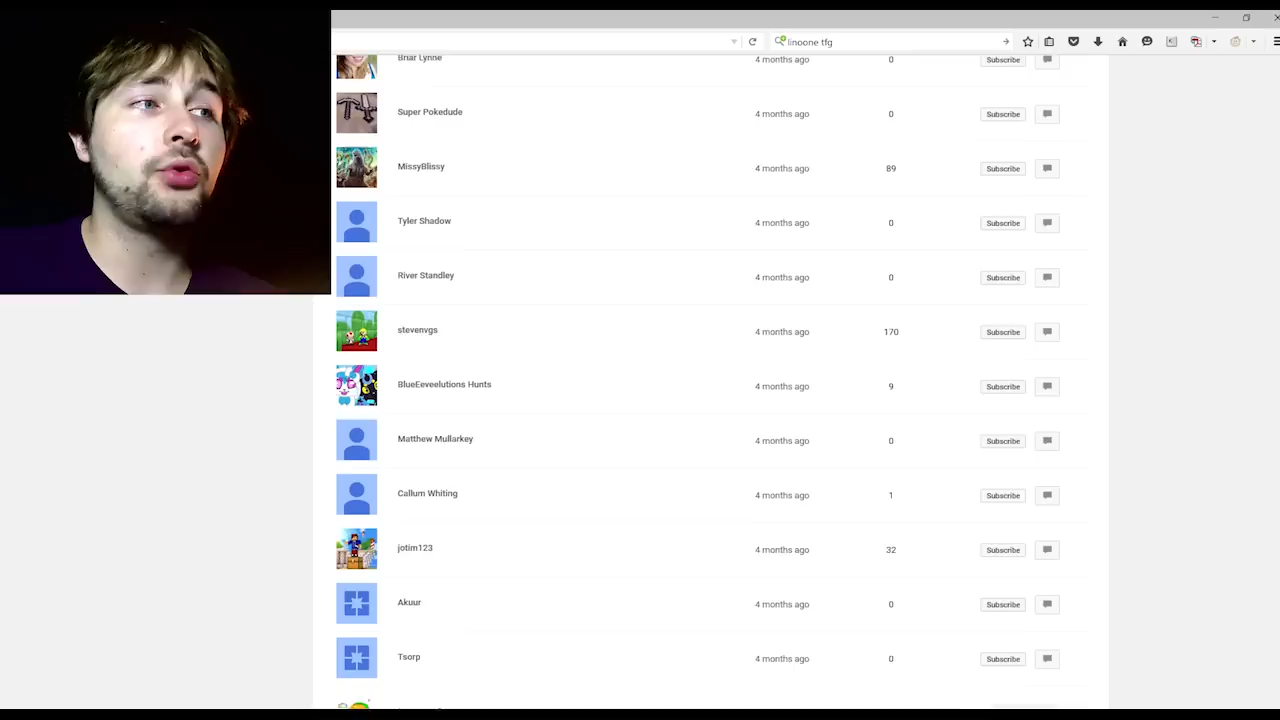 linoone tfg
Briar Lynne 4 months ago 0 Subscribe
Super Pokedude 4 months ago 0 Subscribe
MissyBlissy 4 months ago 89 Subscribe
Tyler Shadow 4 months ago 0 Subscribe
River Standley 4 months ago 0 Subscribe
stevenvgs 4 months ago 170 Subscribe
BlueEeveelutions Hunts 4 months ago 9 Subscribe
Matthew Mullarkey 4 months ago 0 Subscribe
Callum Whiting 4 months ago 1 Subscribe
jotim123 4 months ago 32 Subscribe
Akuur 4 months ago 0 Subscribe
Tsorp 4 months ago 0 Subscribe